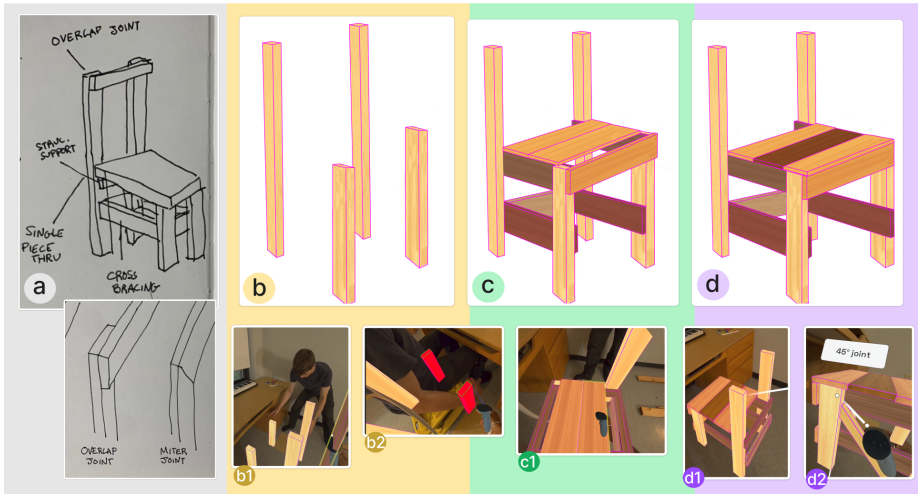 OVERLAP JOINT
STRUC.
SUPPORT
SINGLE
PIECE
THRU
CROSS
BRACING
a
OVERLAP
JOINT
MITER
JOINT
b
c
d
b1
b2
c1
d1
45° joint
d2